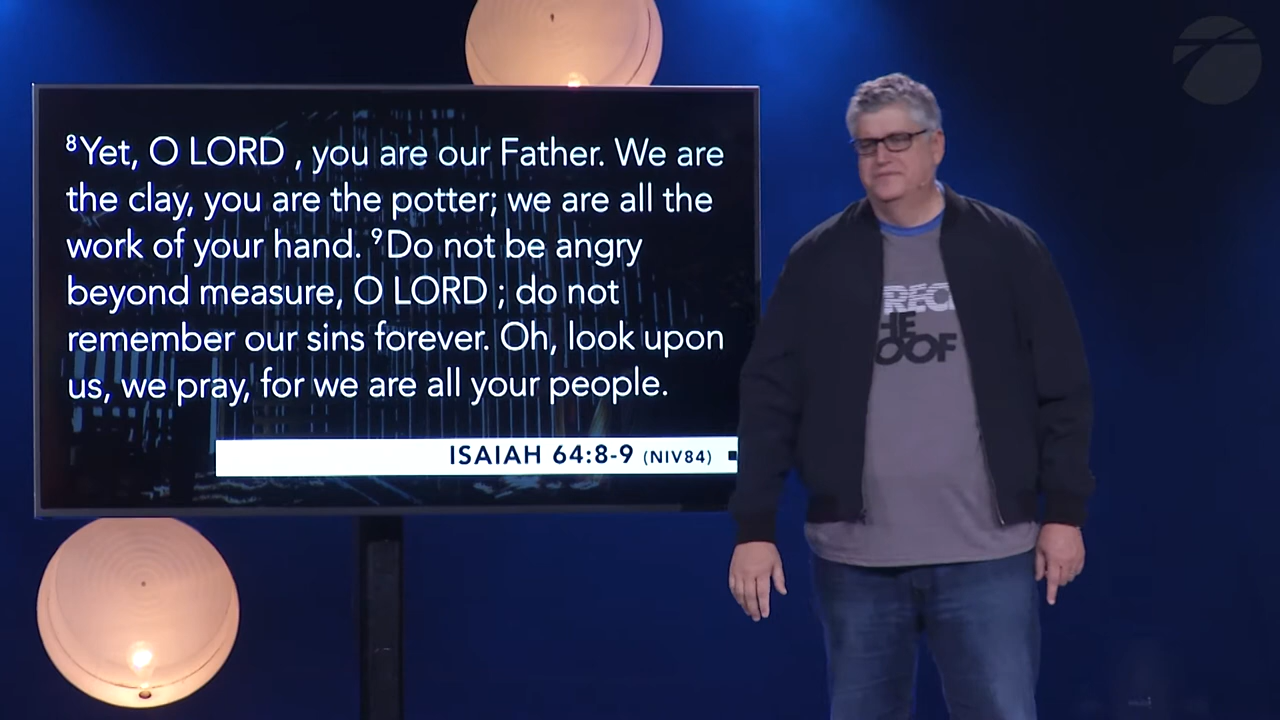 ⁸Yet, O LORD , you are our Father. We are
the clay, you are the potter; we are all the
work of your hand. ⁹Do not be angry
beyond measure, O LORD ; do not
remember our sins forever. Oh, look upon
us, we pray, for we are all your people.
ISAIAH 64:8-9 (NIV84)